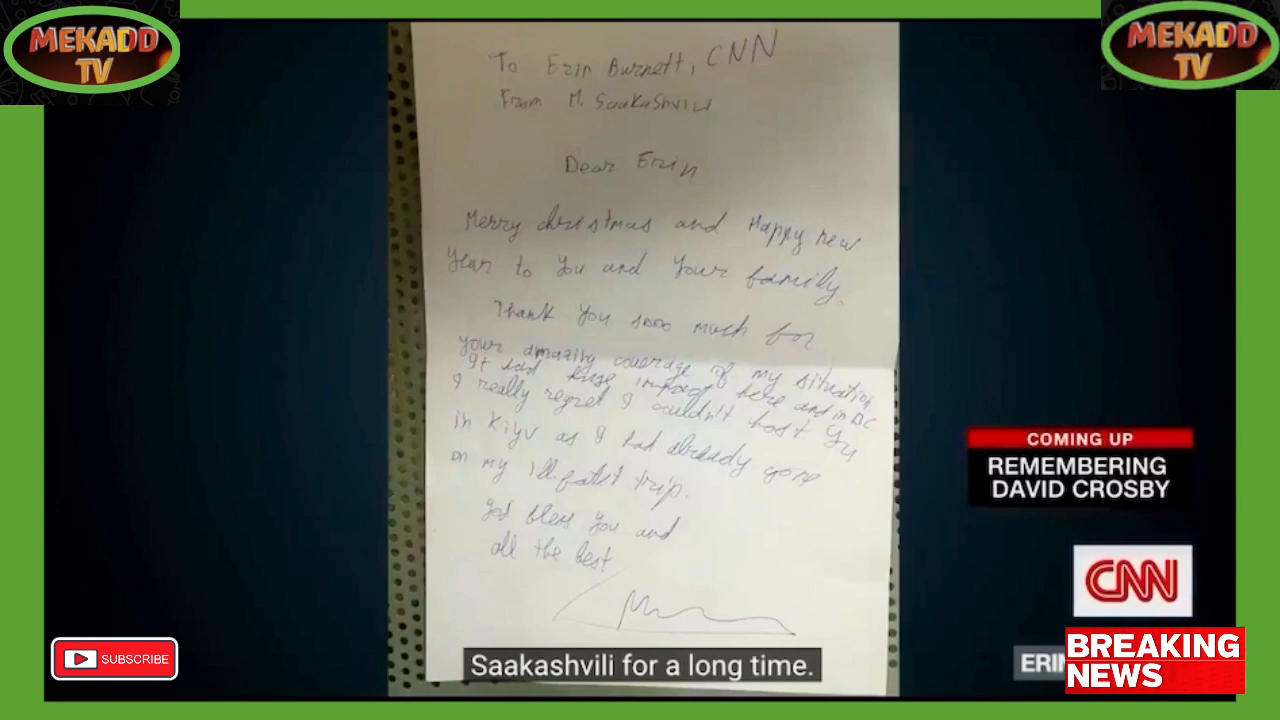 MEKADD
TV
MEKADD
TV
To Erin Burnett, CNN
From M. Saakashvili
Dear Erin
Merry christmas and Happy new
Year to You and Your family.
Thank You sooo much for
your amazing coverage of my situation
It had huge impact here and in DC
I really regret I couldn't host You
in Kiyv as I had already gone
on my ill fatet trip.
god bless You and
all the best
COMING UP
REMEMBERING
DAVID CROSBY
CNN
SUBSCRIBE
Saakashvili for a long time.
ERIN
BREAKING
NEWS